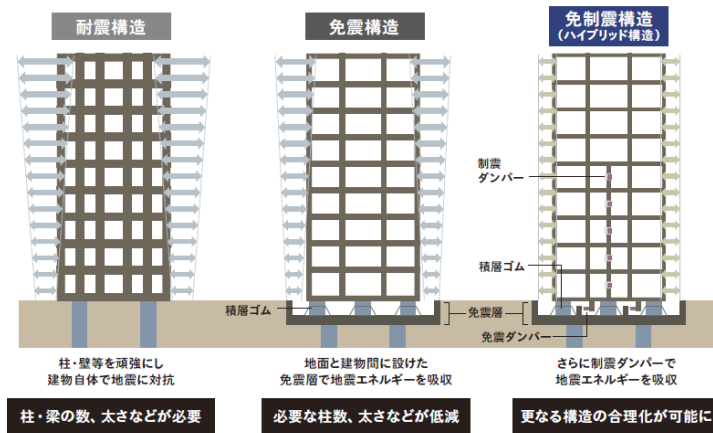 耐震構造
免震構造
免制震構造
（ハイブリッド構造）
制震
ダンパー
積層ゴム
積層ゴム
免震層
免震ダンパー
柱・壁等を頑強にし
建物自体で地震に対抗
地面と建物間に設けた
免震層で地震エネルギーを吸収
さらに制震ダンパーで
地震エネルギーを吸収
柱・梁の数、太さなどが必要
必要な柱数、太さなどが低減
更なる構造の合理化が可能に